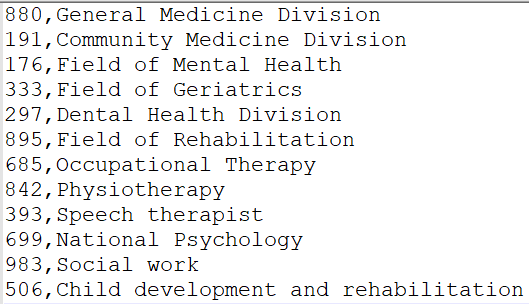 880,General Medicine Division
191,Community Medicine Division
176,Field of Mental Health
333,Field of Geriatrics
297,Dental Health Division
895,Field of Rehabilitation
685,Occupational Therapy
842,Physiotherapy
393,Speech therapist
699,National Psychology
983,Social work
506,Child development and rehabilitation